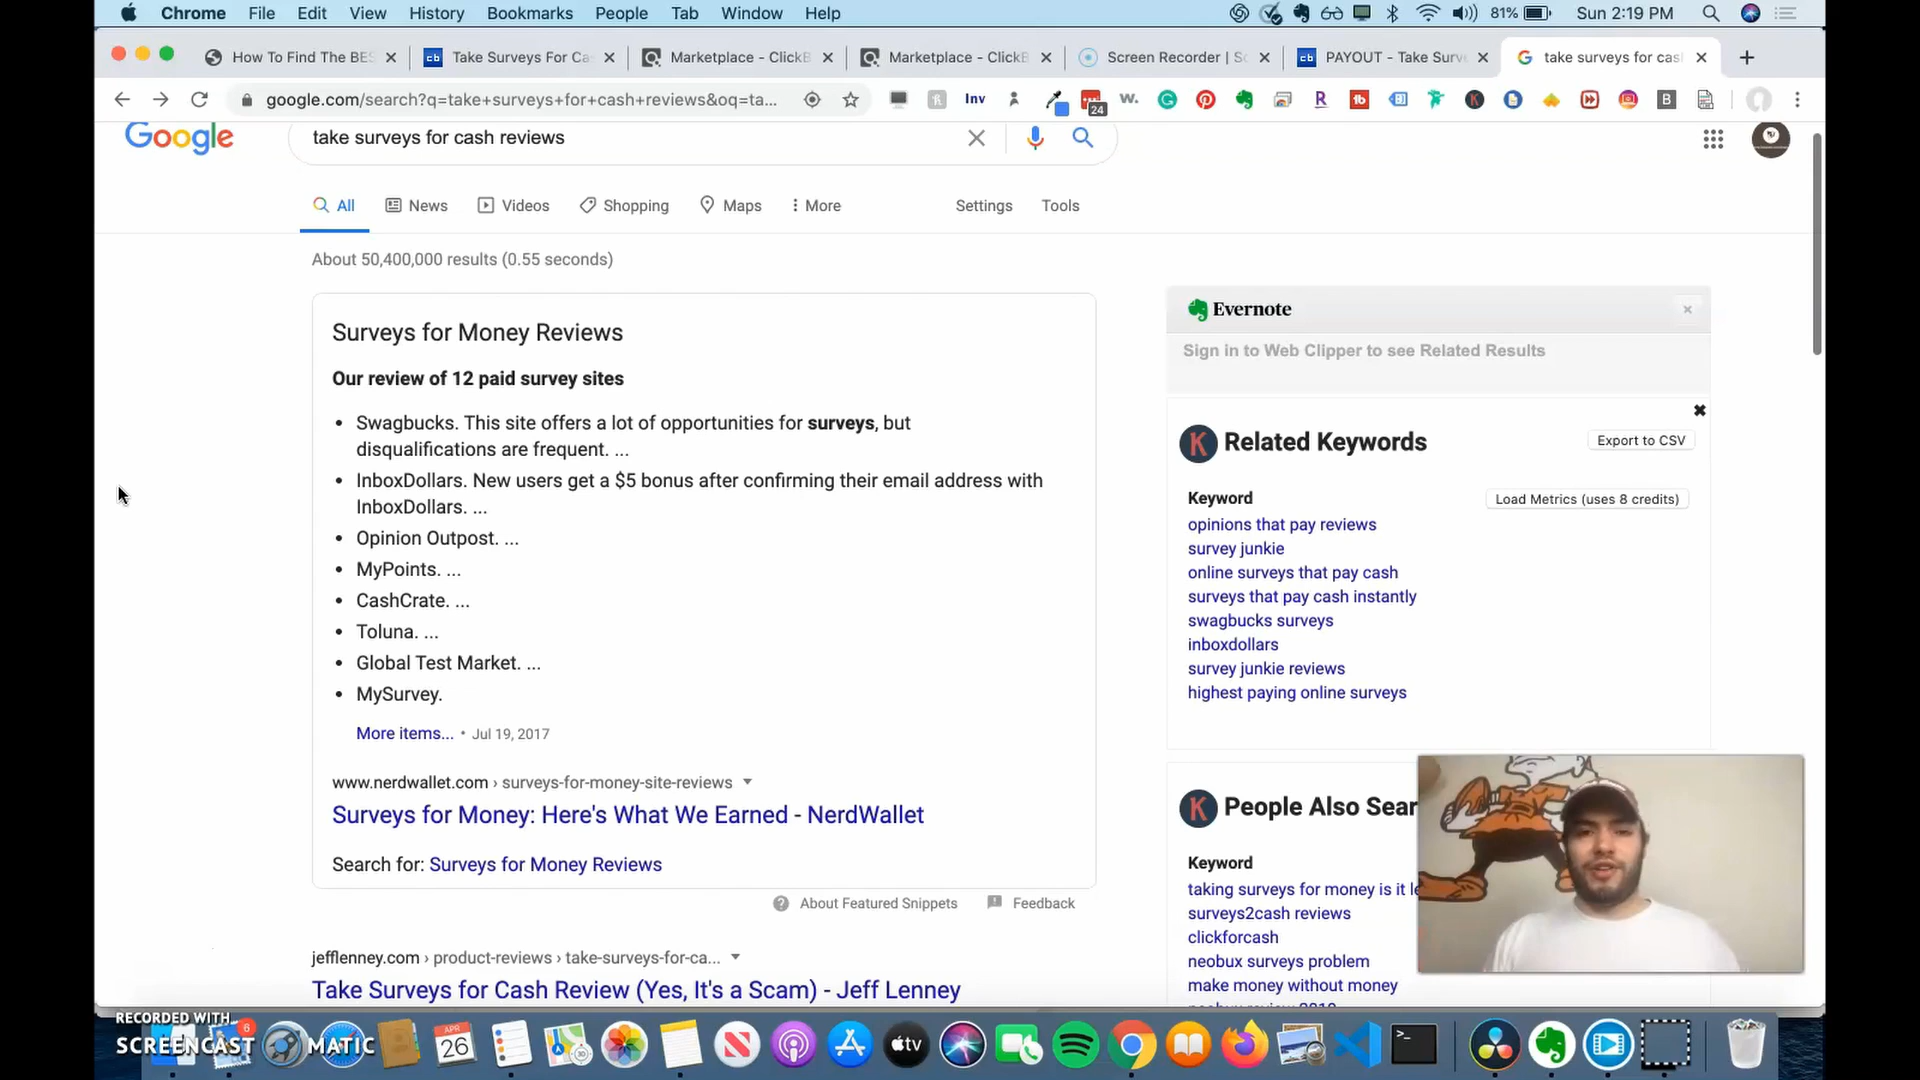 Chrome File Edit View History Bookmarks People Tab Window Help
81% Sun 2:19 PM
How To Find The BES
Take Surveys For Ca
Marketplace - ClickB
Marketplace - ClickB
Screen Recorder | Sc
PAYOUT - Take Surve
take surveys for cash
google.com/search?q=take+surveys+for+cash+reviews&oq=ta...
Inv
24
Google
take surveys for cash reviews
All News Videos Shopping Maps More Settings Tools
About 50,400,000 results (0.55 seconds)
Surveys for Money Reviews
Our review of 12 paid survey sites
• Swagbucks. This site offers a lot of opportunities for surveys, but
disqualifications are frequent. ...
• InboxDollars. New users get a $5 bonus after confirming their email address with
InboxDollars. ...
• Opinion Outpost. ...
• MyPoints. ...
• CashCrate. ...
• Toluna. ...
• Global Test Market. ...
• MySurvey.
More items... • Jul 19, 2017
www.nerdwallet.com › surveys-for-money-site-reviews
Surveys for Money: Here's What We Earned - NerdWallet
Search for: Surveys for Money Reviews
About Featured Snippets Feedback
jefflenney.com › product-reviews › take-surveys-for-ca...
Take Surveys for Cash Review (Yes, It's a Scam) - Jeff Lenney
Evernote
Sign in to Web Clipper to see Related Results
Related Keywords
Export to CSV
Keyword
Load Metrics (uses 8 credits)
opinions that pay reviews
survey junkie
online surveys that pay cash
surveys that pay cash instantly
swagbucks surveys
inboxdollars
survey junkie reviews
highest paying online surveys
People Also Sear
Keyword
taking surveys for money is it le
surveys2cash reviews
clickforcash
neobux surveys problem
make money without money
RECORDED WITH
SCREENCAST MATIC
6
APR
26
tv